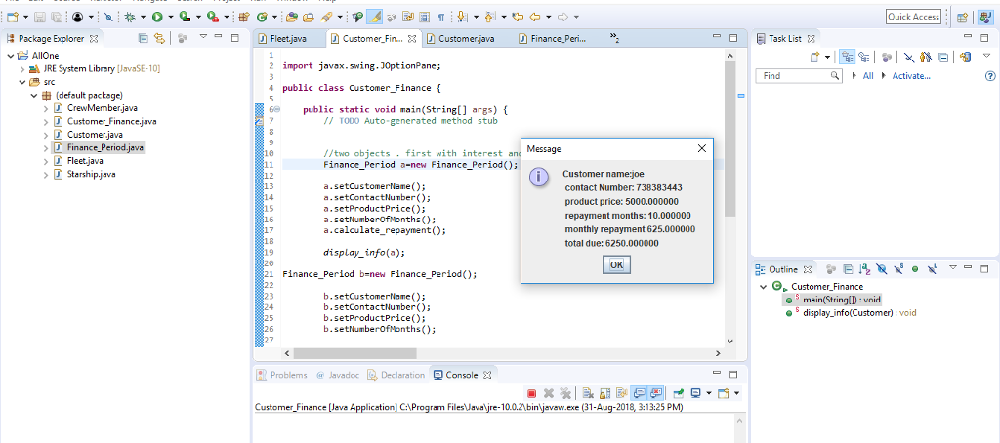 Quick Access
Package Explorer
AllOne
JRE System Library [JavaSE-10]
src
(default package)
CrewMember.java
Customer_Finance.java
Customer.java
Finance_Period.java
Fleet.java
Starship.java
Fleet.java
Customer_Fin...
Customer.java
Finance_Peri...
»2
1
2 import javax.swing.JOptionPane;
3
4 public class Customer_Finance {
5
6 public static void main(String[] args) {
7 // TODO Auto-generated method stub
8
9
10 //two objects . first with interest and
11 Finance_Period a=new Finance_Period();
12
13 a.setCustomerName();
14 a.setContactNumber();
15 a.setProductPrice();
16 a.setNumberOfMonths();
17 a.calculate_repayment();
18
19 display_info(a);
20
21 Finance_Period b=new Finance_Period();
22
23 b.setCustomerName();
24 b.setContactNumber();
25 b.setProductPrice();
26 b.setNumberOfMonths();
27
Message
Customer name:joe
contact Number: 738383443
product price: 5000.000000
repayment months: 10.000000
monthly repayment 625.000000
total due: 6250.000000
OK
Problems
@ Javadoc
Declaration
Console
Customer_Finance [Java Application] C:\Program Files\Java\jre-10.0.2\bin\javaw.exe (31-Aug-2018, 3:13:25 PM)
Task List
Find
All
Activate...
Outline
Customer_Finance
main(String[]) : void
display_info(Customer) : void